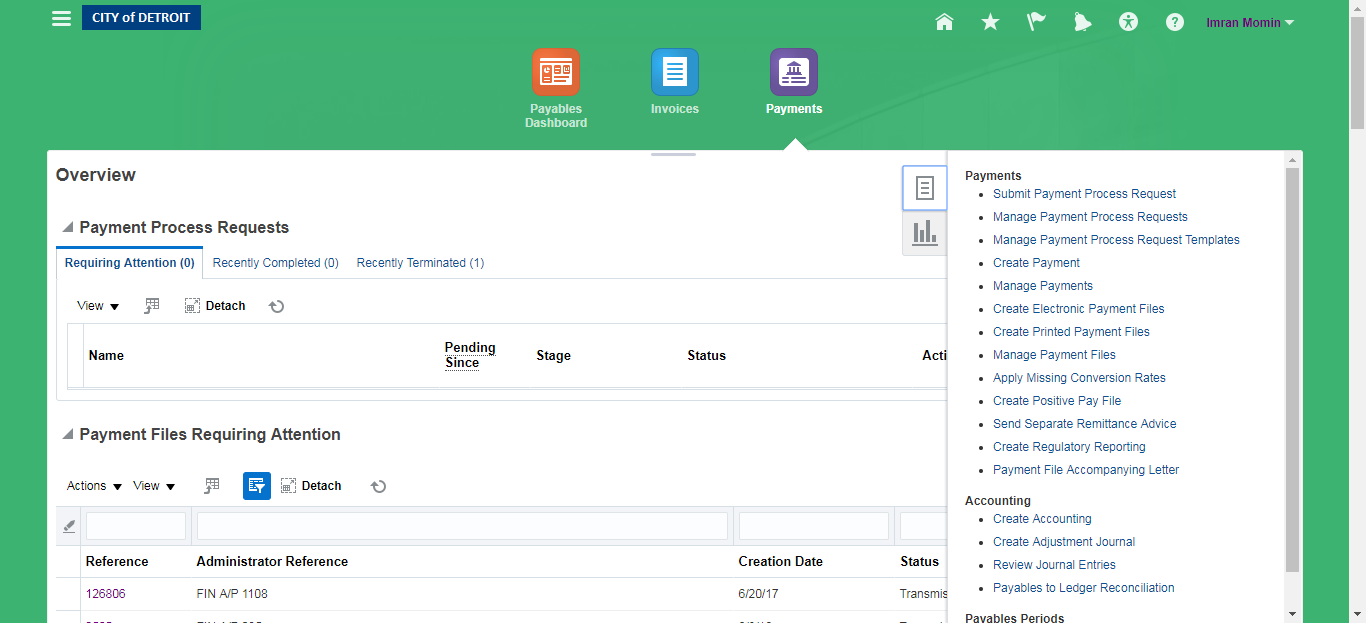 CITY of DETROIT
Imran Momin
Payables
Dashboard
Invoices
Payments
Overview
Payment Process Requests
Requiring Attention (0) Recently Completed (0) Recently Terminated (1)
View Detach
Name Pending
Since Stage Status Acti
Payment Files Requiring Attention
Actions View Detach
Reference Administrator Reference Creation Date Status
126806 FIN A/P 1108 6/20/17 Transmis
Payments
Submit Payment Process Request
Manage Payment Process Requests
Manage Payment Process Request Templates
Create Payment
Manage Payments
Create Electronic Payment Files
Create Printed Payment Files
Manage Payment Files
Apply Missing Conversion Rates
Create Positive Pay File
Send Separate Remittance Advice
Create Regulatory Reporting
Payment File Accompanying Letter
Accounting
Create Accounting
Create Adjustment Journal
Review Journal Entries
Payables to Ledger Reconciliation
Payables Periods